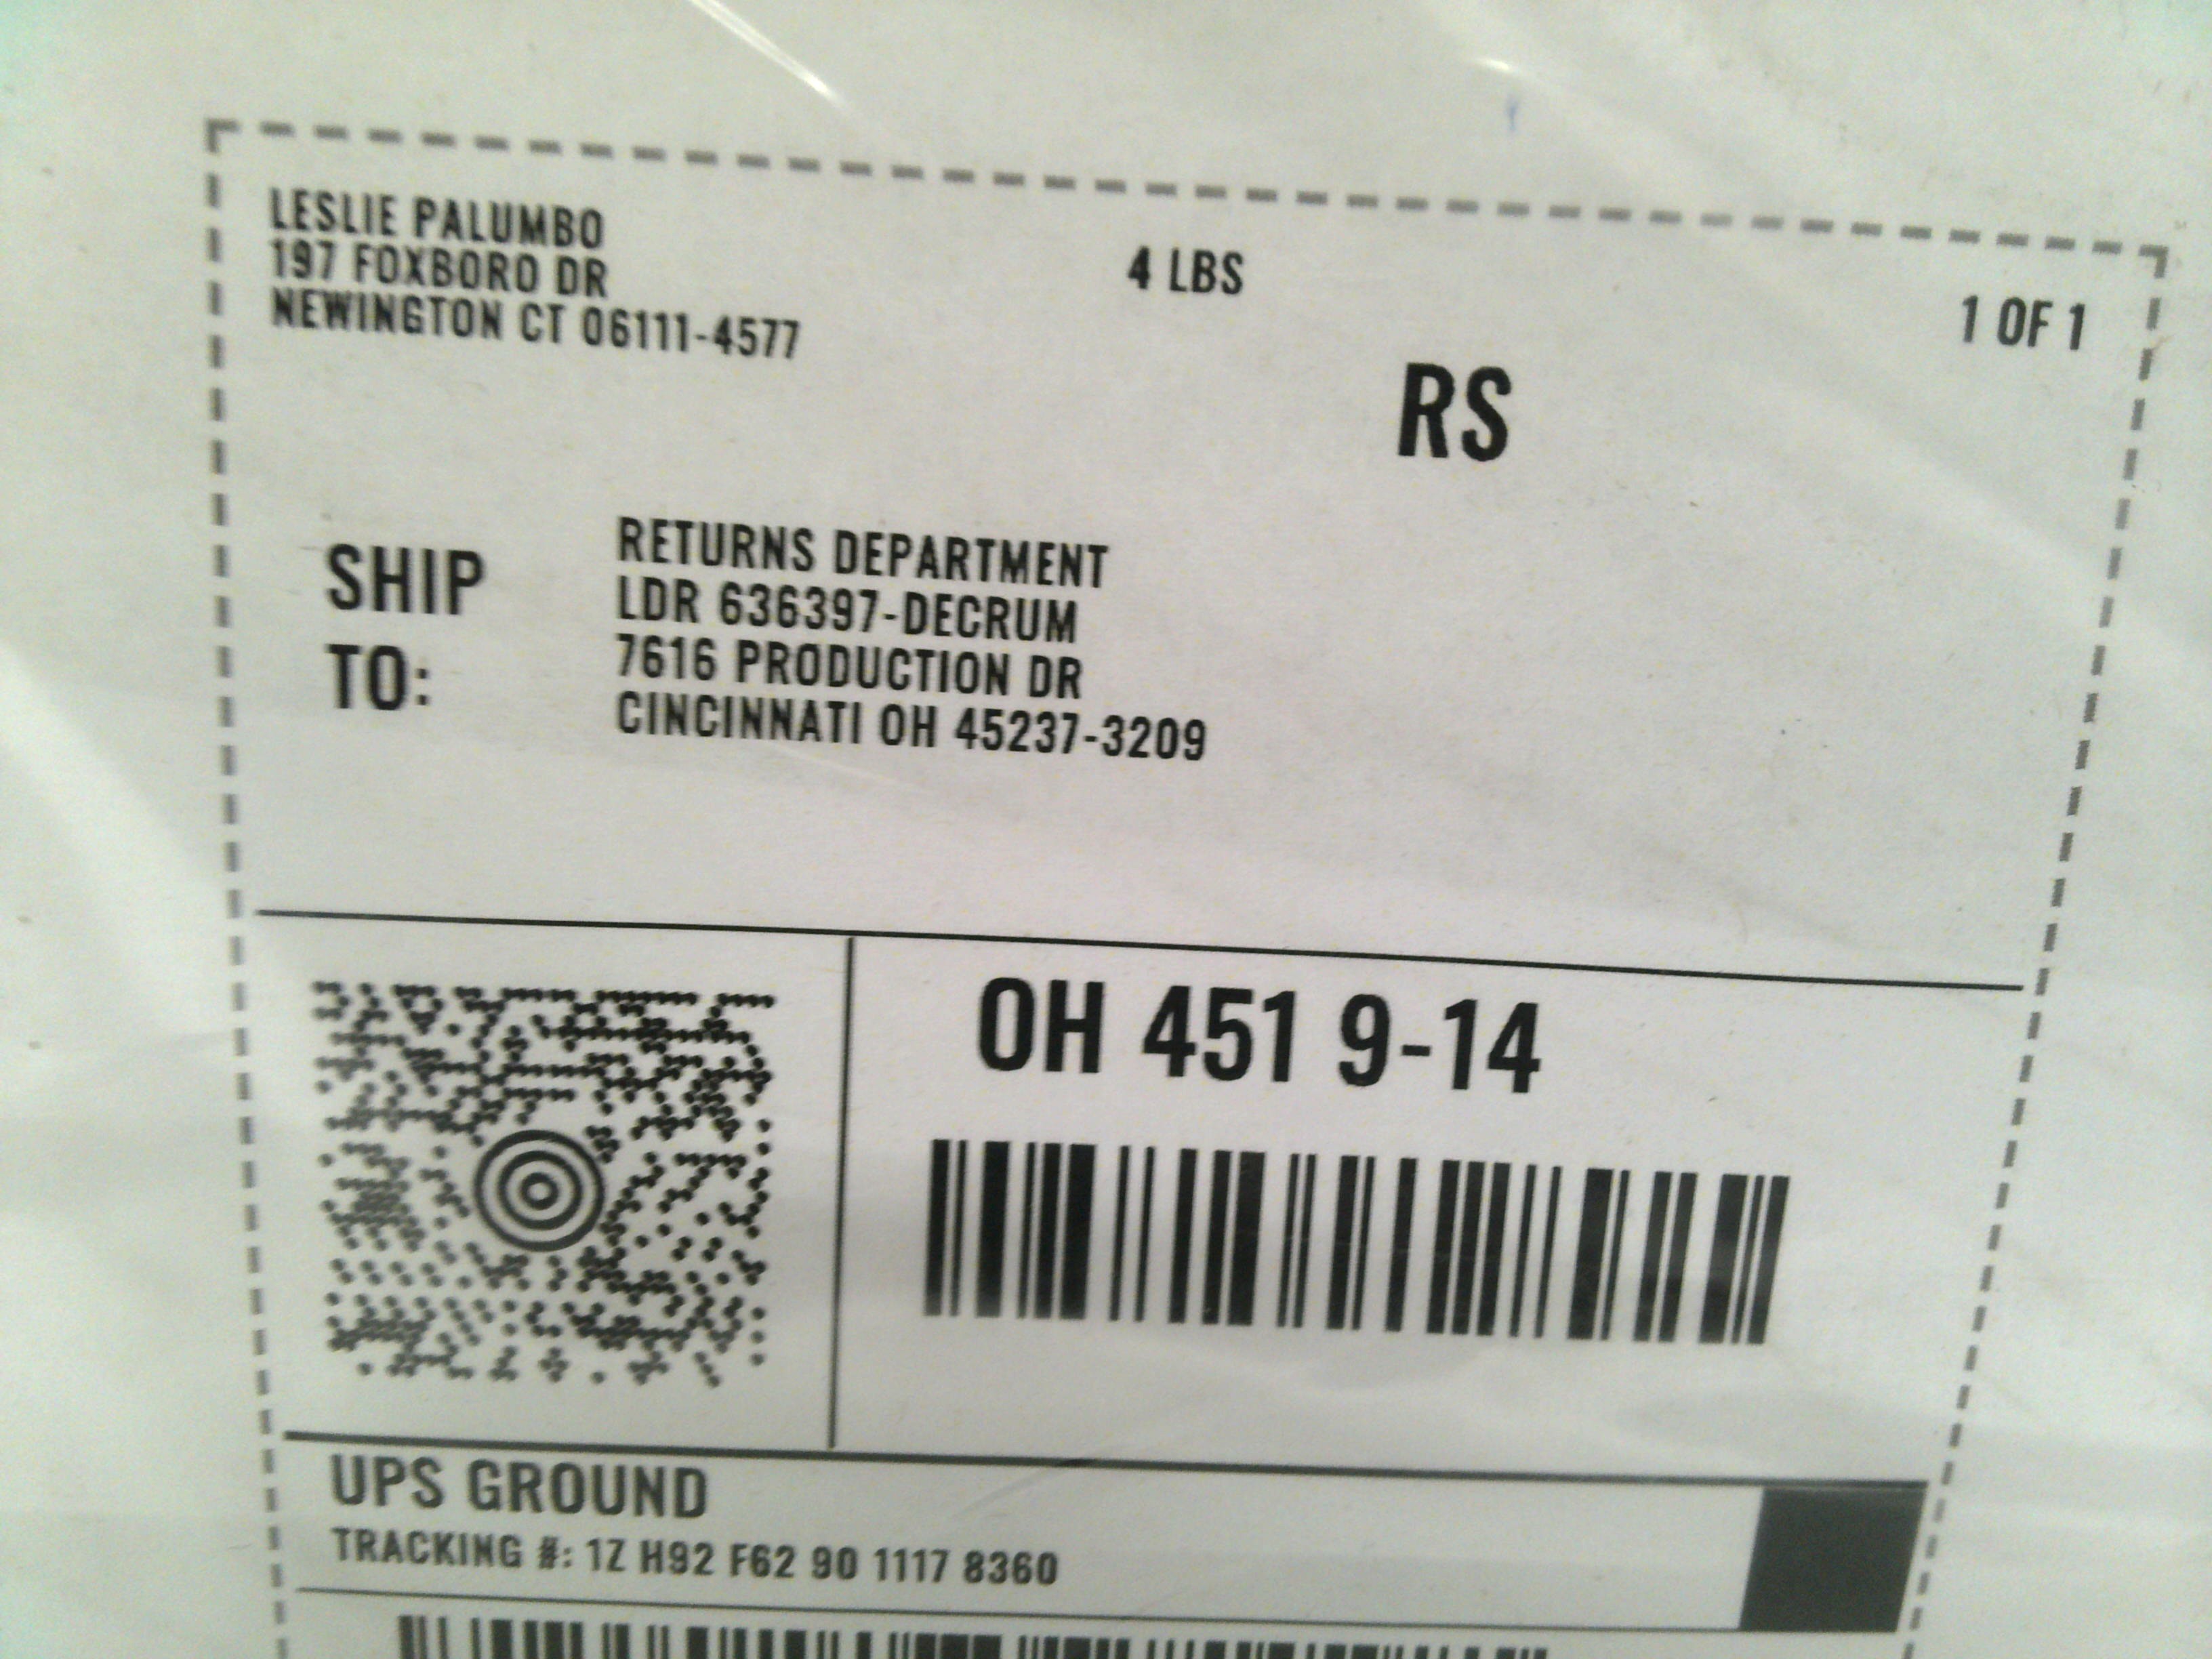 LESLIE PALUMBO
197 FOXBORO DR
NEWINGTON CT 06111-4577
4 LBS
1 OF 1
RS
SHIP
TO:
RETURNS DEPARTMENT
LDR 636397-DECRUM
7616 PRODUCTION DR
CINCINNATI OH 45237-3209
OH 451 9-14
UPS GROUND
TRACKING #: 1Z H92 F62 90 1117 8360